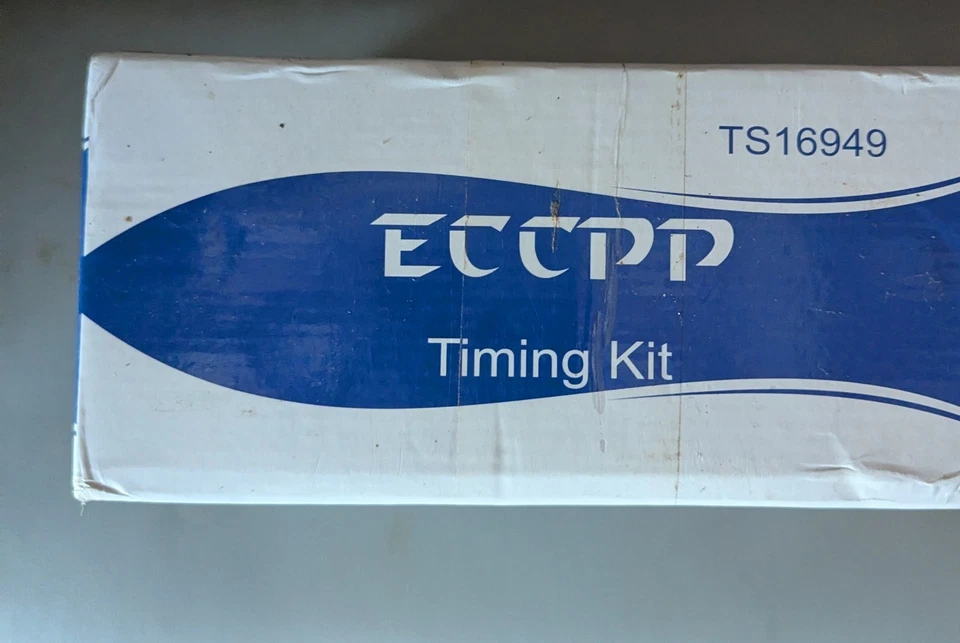 TS16949
ECCPP
Timing Kit